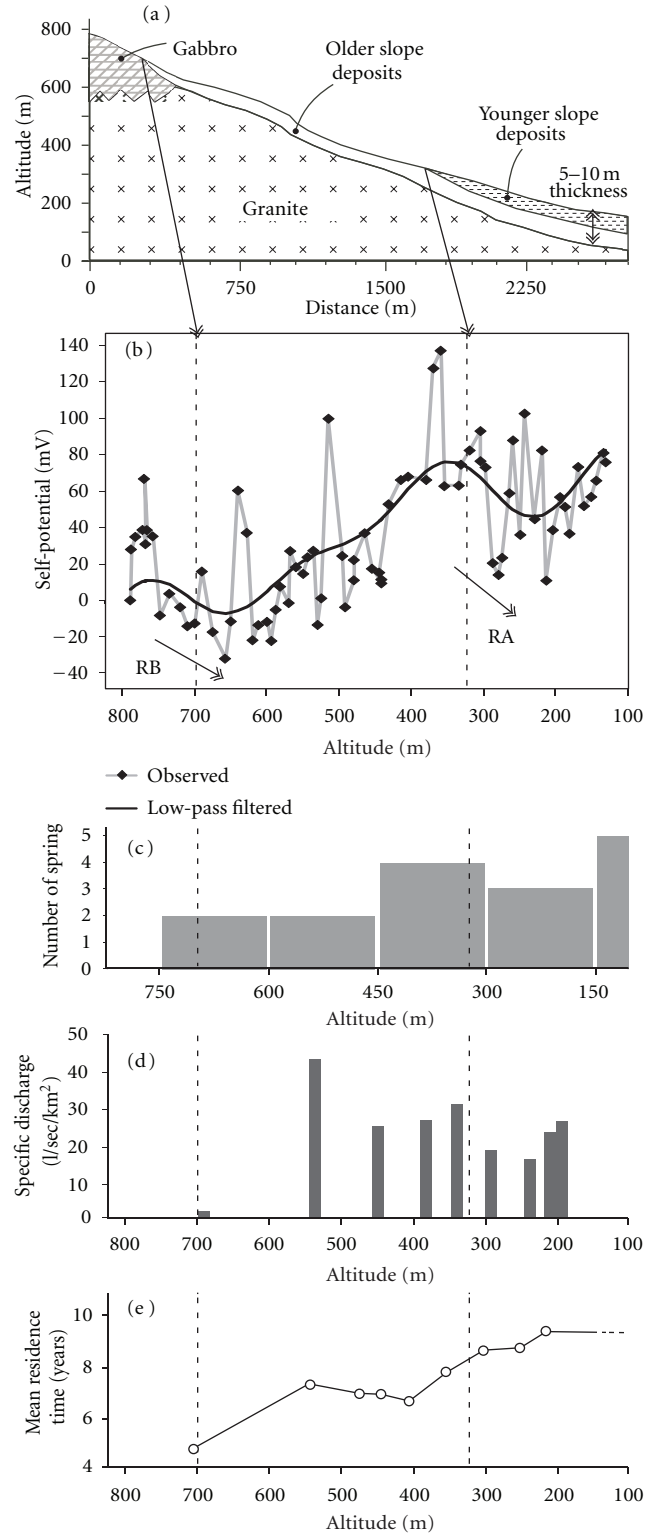 (a)
800
600
400
200
0
Altitude (m)
Gabbro
Older slope
deposits
Younger slope
deposits
5–10 m
thickness
Granite
0
750
1500
2250
Distance (m)
(b)
140
120
100
80
60
40
20
0
−20
−40
Self-potential (mV)
RB
RA
800
700
600
500
400
300
200
100
Altitude (m)
Observed
Low-pass filtered
(c)
5
4
3
2
1
0
Number of spring
750
600
450
300
150
Altitude (m)
(d)
50
40
30
20
10
0
Specific discharge
(l/sec/km²)
800
700
600
500
400
300
200
100
Altitude (m)
(e)
10
8
6
4
Mean residence
time (years)
800
700
600
500
400
300
200
100
Altitude (m)